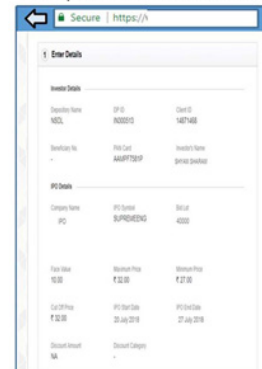 Secure | https://
1 Enter Details
Investor Details
Depository Name DP ID Client ID
NSDL IN000510
Beneficiary No PAN Card Investor's Name
-
IPO Details
Company Name IPO Symbol Bid Lot
IPO SUPREMEENG 4000
Face Value Maximum Price Minimum Price
10.00 ₹ 32.00 ₹ 27.00
Cut Off Price IPO Start Date IPO End Date
₹ 32.00 20 July 2018 27 July 2018
Discount Amount Discount Category
NA -